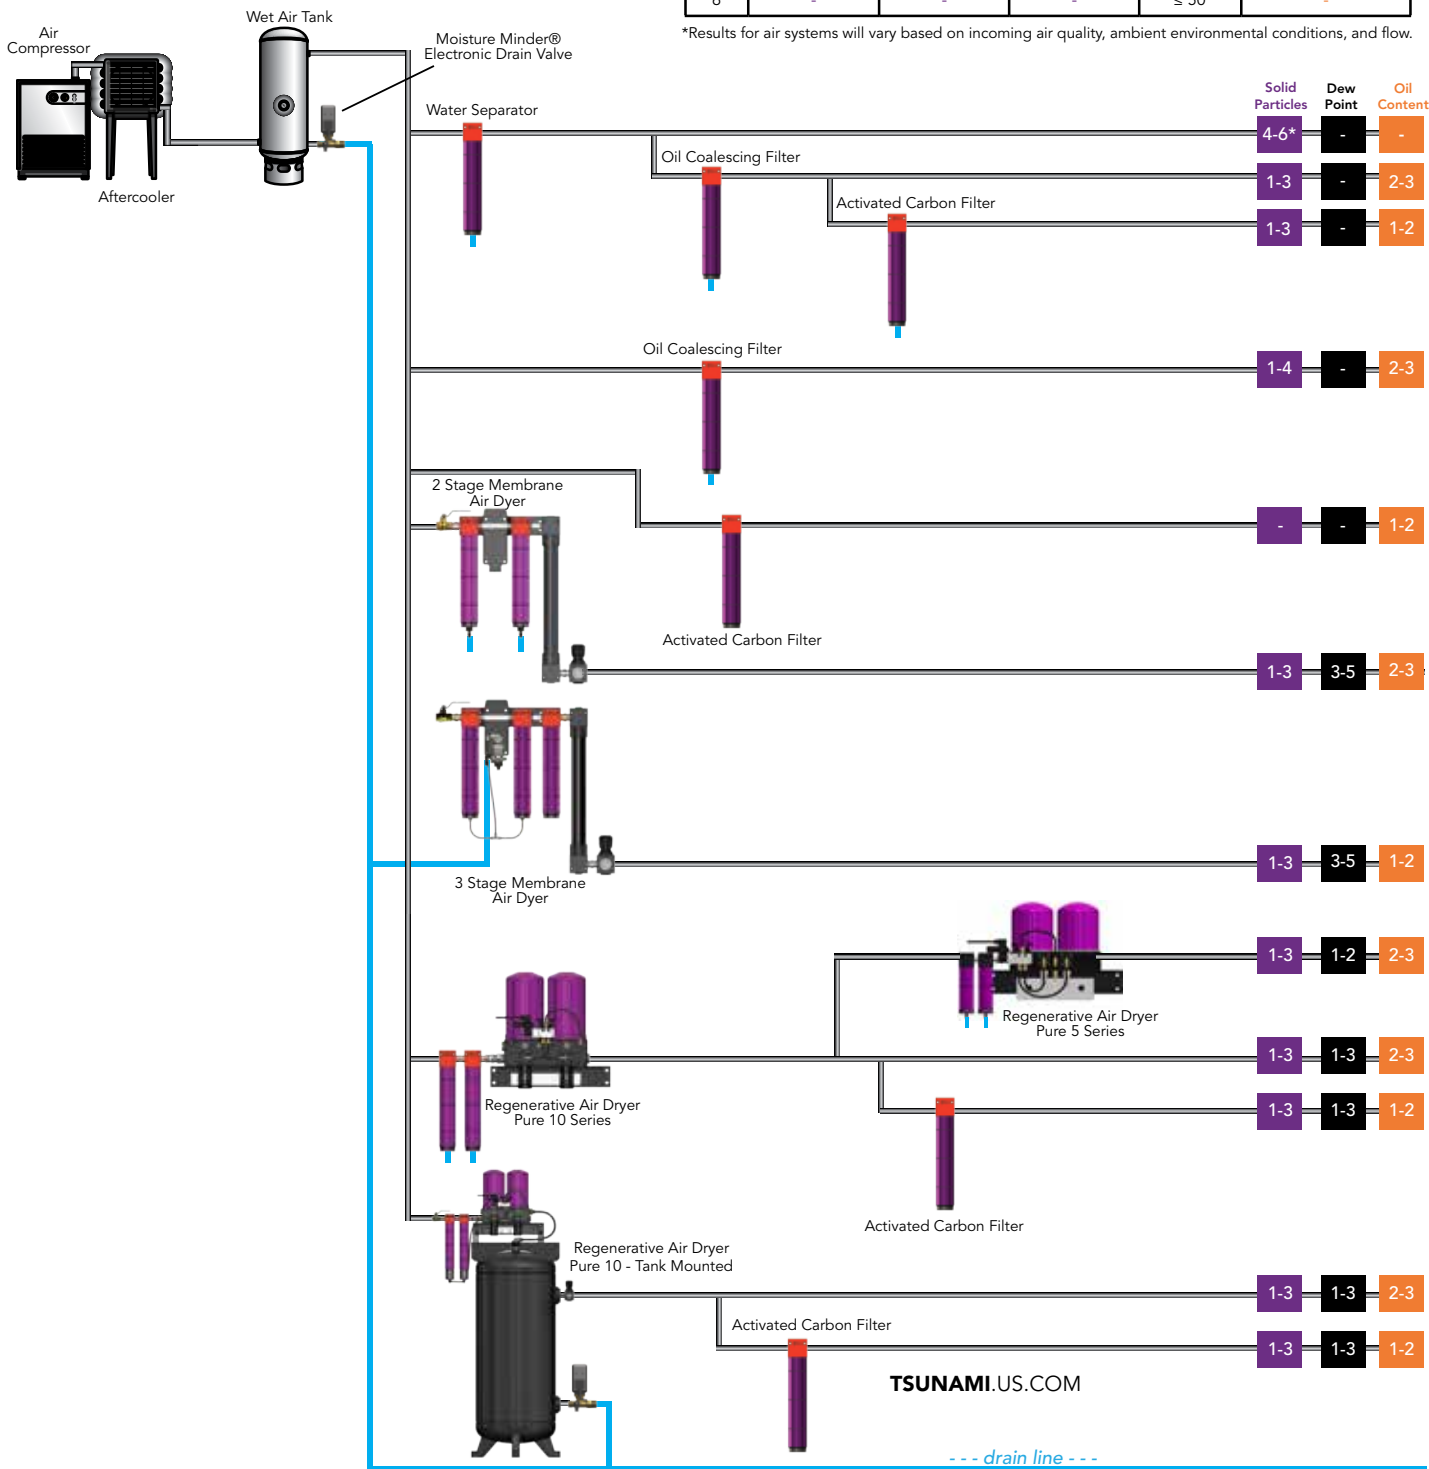 6 - - - ≤ 50 -
*Results for air systems will vary based on incoming air quality, ambient environmental conditions, and flow.
Wet Air Tank
Air
Compressor
Moisture Minder®
Electronic Drain Valve
Aftercooler
Solid
Particles
Dew
Point
Oil
Content
Water Separator
4-6* - -
Oil Coalescing Filter
1-3 - 2-3
Activated Carbon Filter
1-3 - 1-2
Oil Coalescing Filter
1-4 - 2-3
2 Stage Membrane
Air Dyer
- - 1-2
Activated Carbon Filter
1-3 3-5 2-3
1-3 3-5 1-2
3 Stage Membrane
Air Dyer
1-3 1-2 2-3
Regenerative Air Dryer
Pure 5 Series
1-3 1-3 2-3
Regenerative Air Dryer
Pure 10 Series
1-3 1-3 1-2
Activated Carbon Filter
Regenerative Air Dryer
Pure 10 - Tank Mounted
1-3 1-3 2-3
Activated Carbon Filter
1-3 1-3 1-2
TSUNAMI.US.COM
- - - drain line - - -